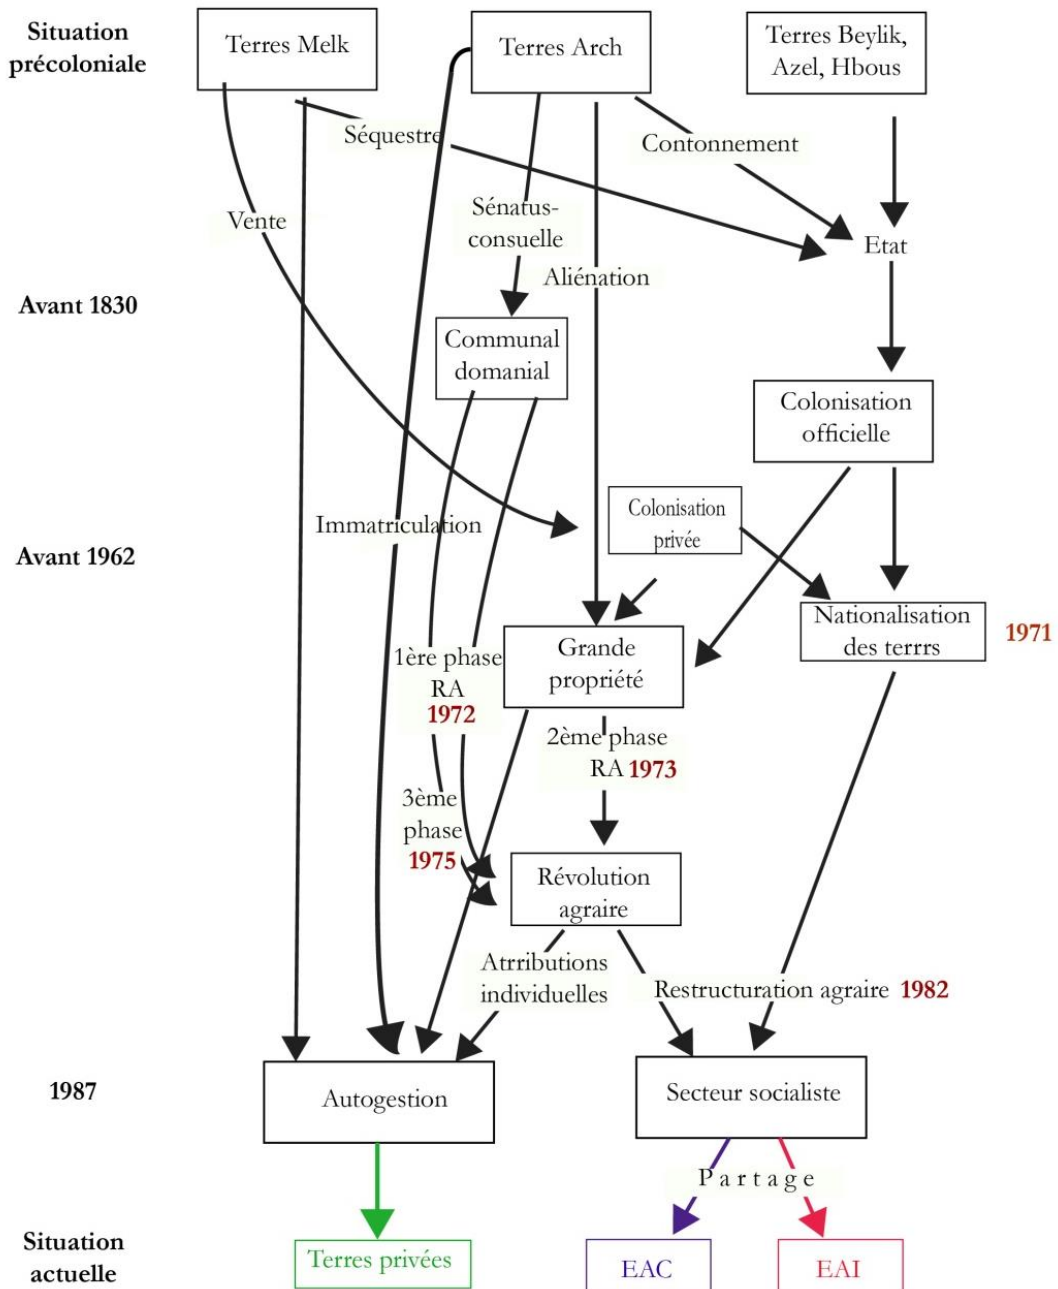 Situation
précoloniale
Terres Melk
Terres Arch
Terres Beylik,
Azel, Hbous
Séquestre
Contonnement
Vente
Sénatus-
consuelle
Etat
Aliénation
Avant 1830
Communal
domanial
Colonisation
officielle
Colonisation
privée
Immatriculation
Avant 1962
Nationalisation
des terrrs
1971
Grande
propriété
1ère phase
RA
1972
2ème phase
RA 1973
3ème
phase
1975
Révolution
agraire
Atrributions
individuelles
Restructuration agraire 1982
1987
Autogestion
Secteur socialiste
Partage
Situation
actuelle
Terres privées
EAC
EAI